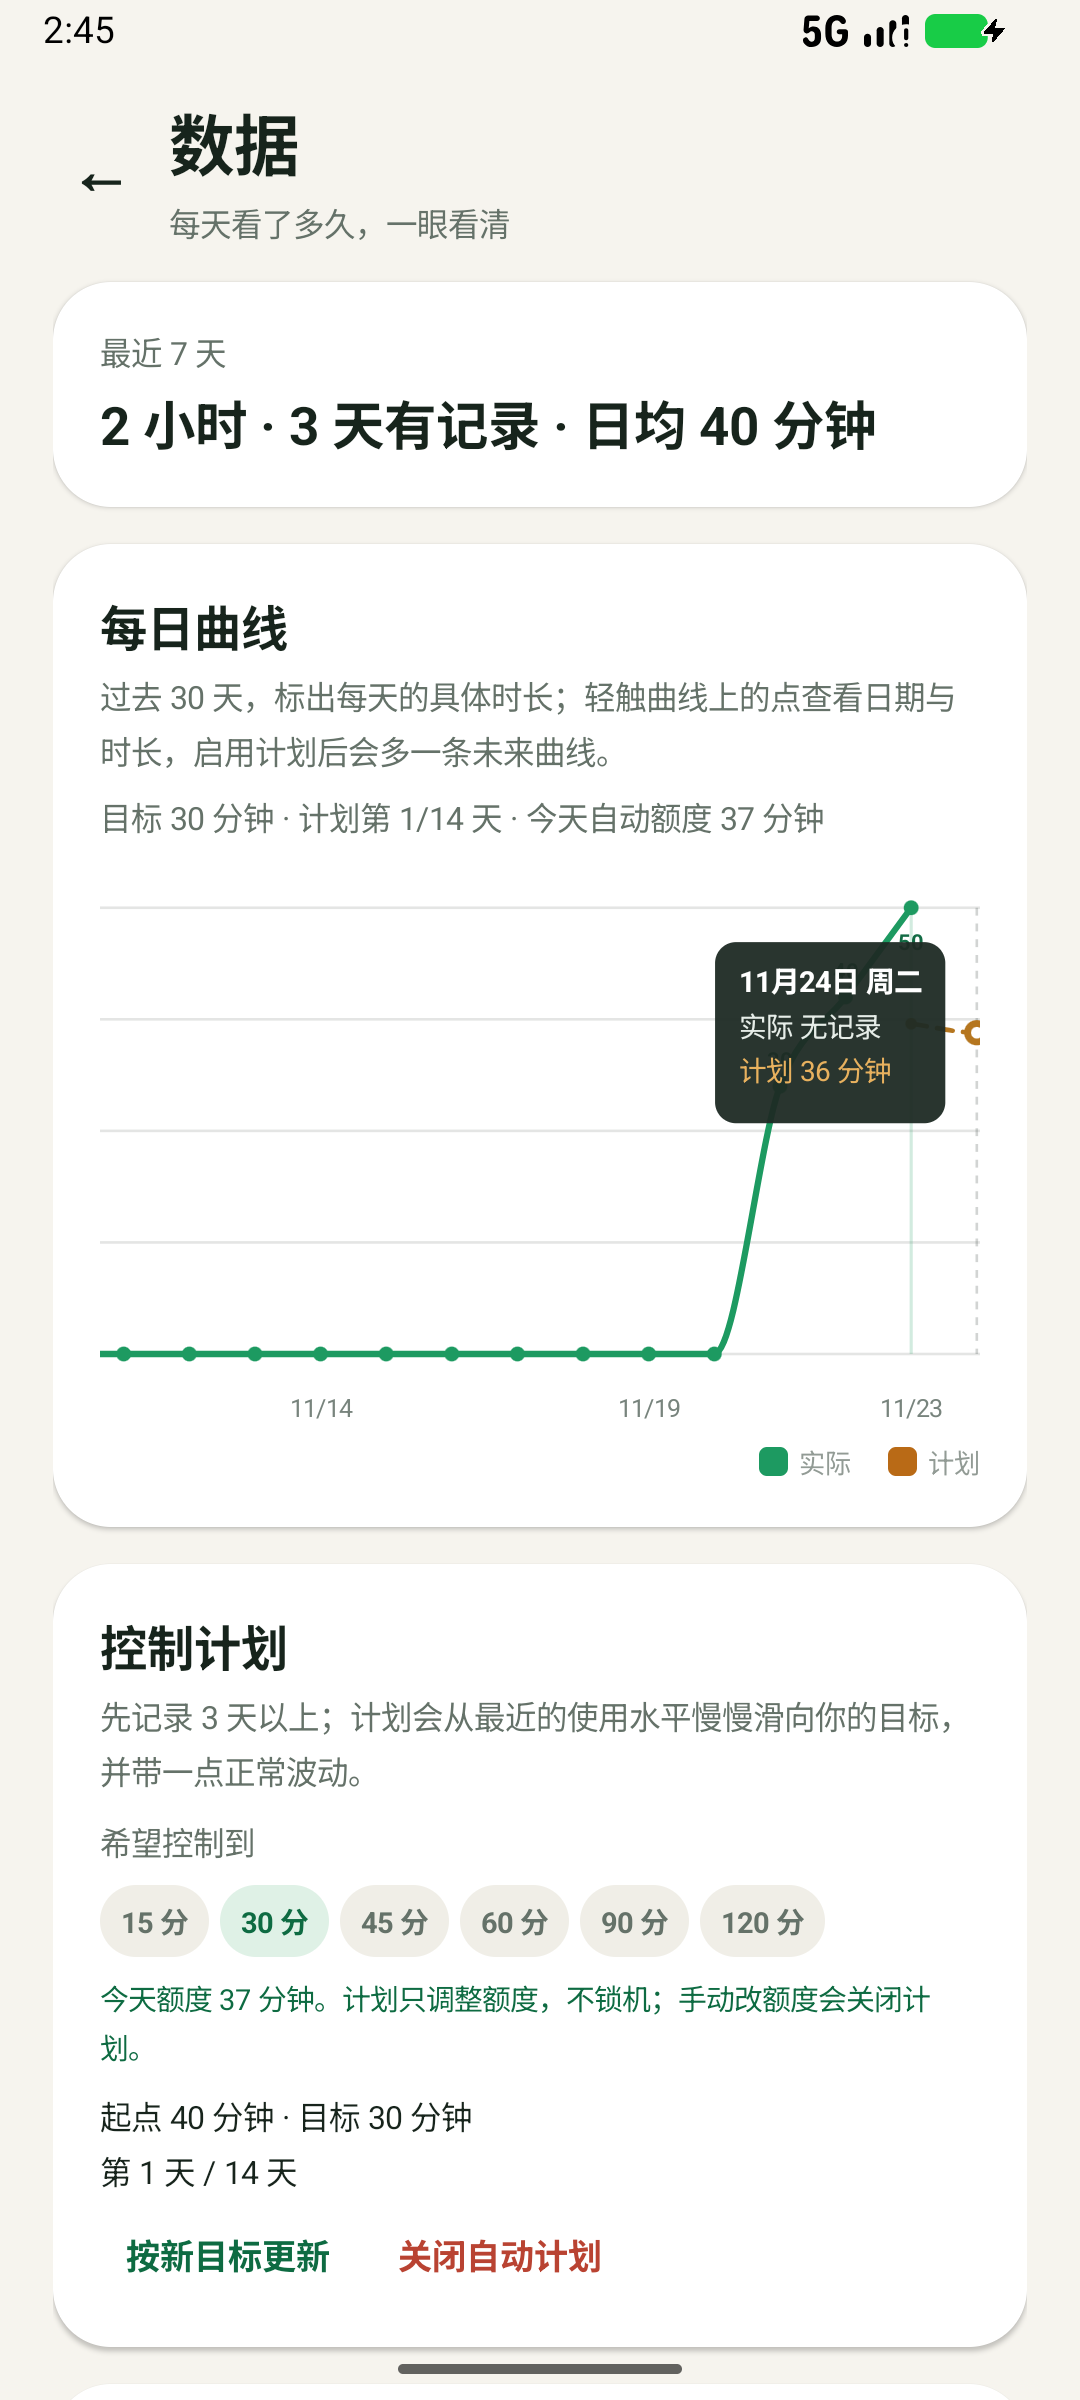 2:45
5G
数据
每天看了多久，一眼看清
最近 7 天
2 小时 · 3 天有记录 · 日均 40 分钟
每日曲线
过去 30 天，标出每天的具体时长；轻触曲线上的点查看日期与
时长，启用计划后会多一条未来曲线。
目标 30 分钟 · 计划第 1/14 天 · 今天自动额度 37 分钟
50
11月24日 周二
实际 无记录
计划 36 分钟
11/14
11/19
11/23
实际
计划
控制计划
先记录 3 天以上；计划会从最近的使用水平慢慢滑向你的目标，
并带一点正常波动。
希望控制到
15 分
30 分
45 分
60 分
90 分
120 分
今天额度 37 分钟。计划只调整额度，不锁机；手动改额度会关闭计
划。
起点 40 分钟 · 目标 30 分钟
第 1 天 / 14 天
按新目标更新
关闭自动计划